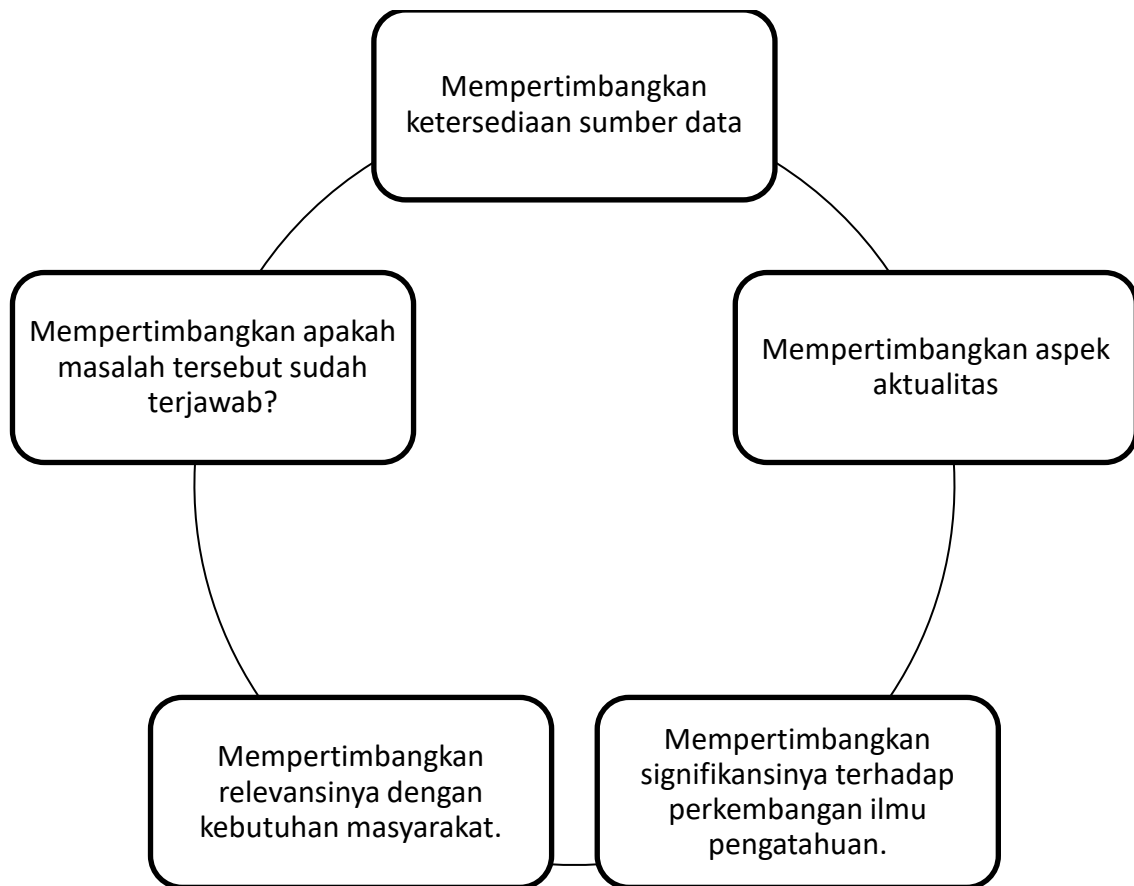 Mempertimbangkan
ketersediaan sumber data
Mempertimbangkan aspek
aktualitas
Mempertimbangkan
signifikansinya terhadap
perkembangan ilmu
pengatahuan.
Mempertimbangkan
relevansinya dengan
kebutuhan masyarakat.
Mempertimbangkan apakah
masalah tersebut sudah
terjawab?